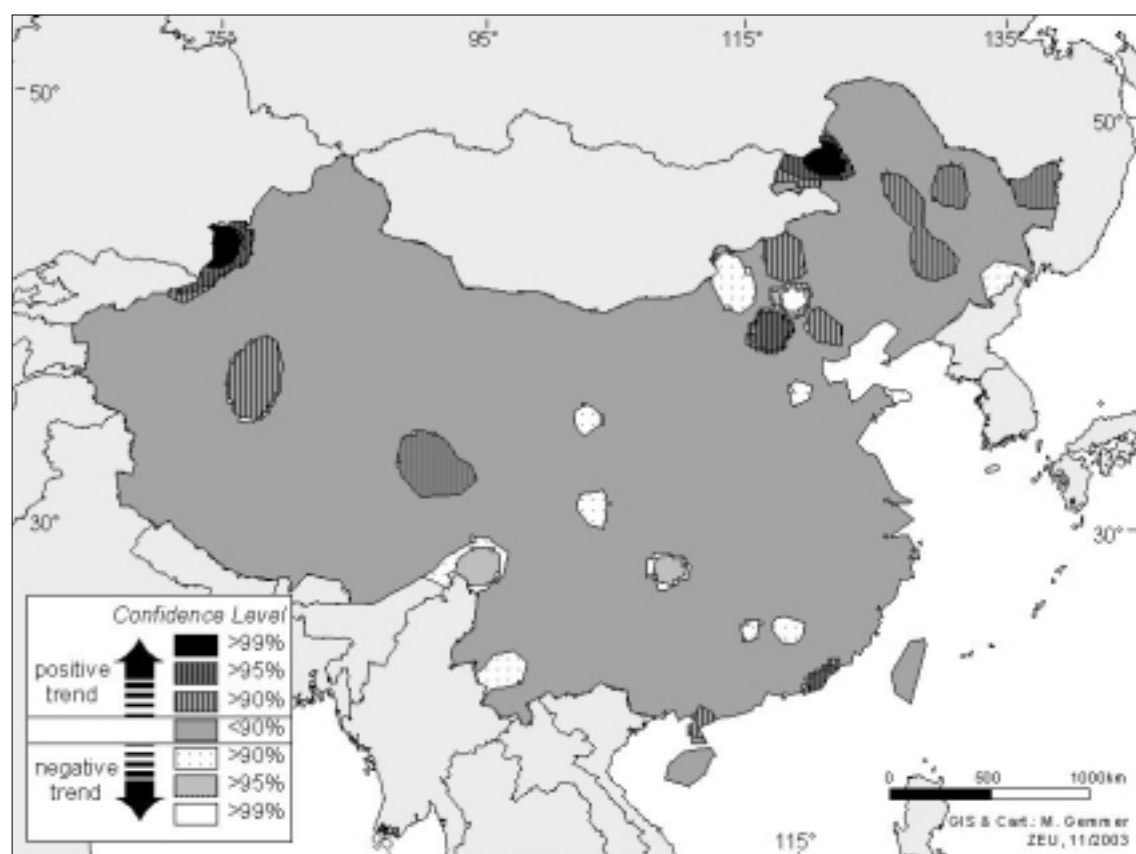 75° 95° 115° 135°
50° 50°
30° 30°
Confidence Level
>99%
positive trend
>95%
>90%
<90%
>90%
negative trend
>95%
>99%
95° 115°
0 500 1000km
GIS & Cart.: M. Gemmer
ZEU, 11/2003